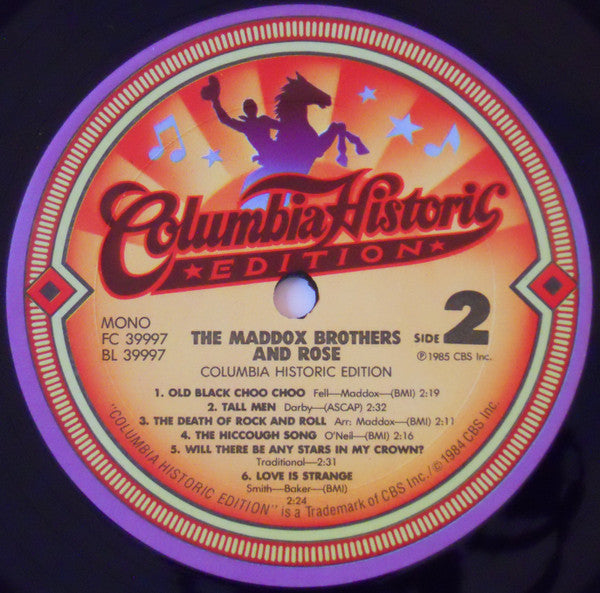 Columbia Historic
★EDITION★
MONO
FC 39997
BL 39997
THE MADDOX BROTHERS
AND ROSE
COLUMBIA HISTORIC EDITION
SIDE 2
℗ 1985 CBS Inc.
1. OLD BLACK CHOO CHOO Fell—Maddox—(BMI) 2:19
2. TALL MEN Darby—(ASCAP) 2:32
3. THE DEATH OF ROCK AND ROLL Arr: Maddox—(BMI) 2:11
4. THE HICCOUGH SONG O'Neil—(BMI) 2:16
5. WILL THERE BE ANY STARS IN MY CROWN?
Traditional—2:31
6. LOVE IS STRANGE
Smith—Baker—(BMI)
2:24
"COLUMBIA HISTORIC EDITION" is a Trademark of CBS Inc./© 1984 CBS Inc.